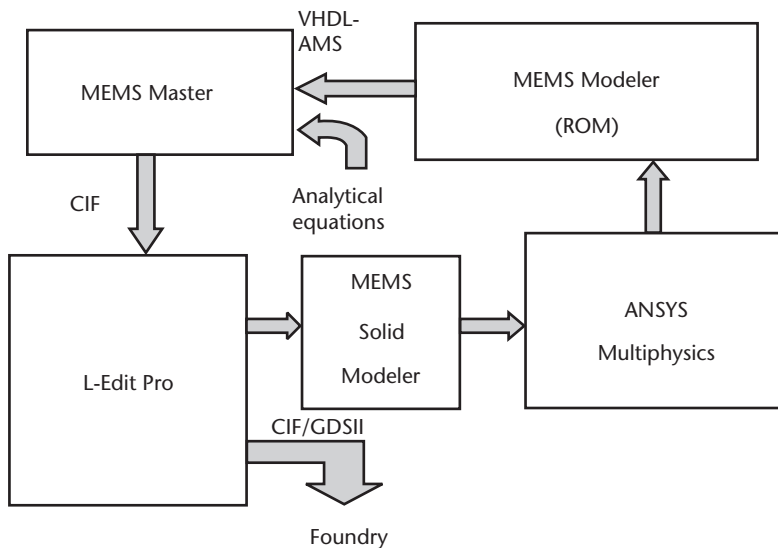 VHDL-
AMS
MEMS Master
MEMS Modeler
(ROM)
CIF
Analytical
equations
MEMS
Solid
Modeler
ANSYS
Multiphysics
L-Edit Pro
CIF/GDSII
Foundry